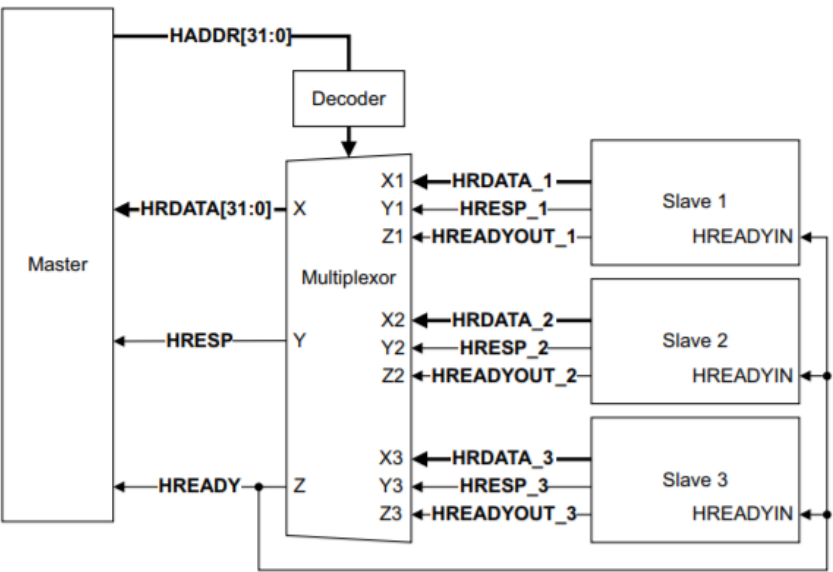 HADDR[31:0]
Decoder
Master
HRDATA[31:0]
HRESP
HREADY
X
Y
Z
Multiplexor
X1
Y1
Z1
X2
Y2
Z2
X3
Y3
Z3
HRDATA_1
HRESP_1
HREADYOUT_1
HRDATA_2
HRESP_2
HREADYOUT_2
HRDATA_3
HRESP_3
HREADYOUT_3
Slave 1
HREADYIN
Slave 2
HREADYIN
Slave 3
HREADYIN